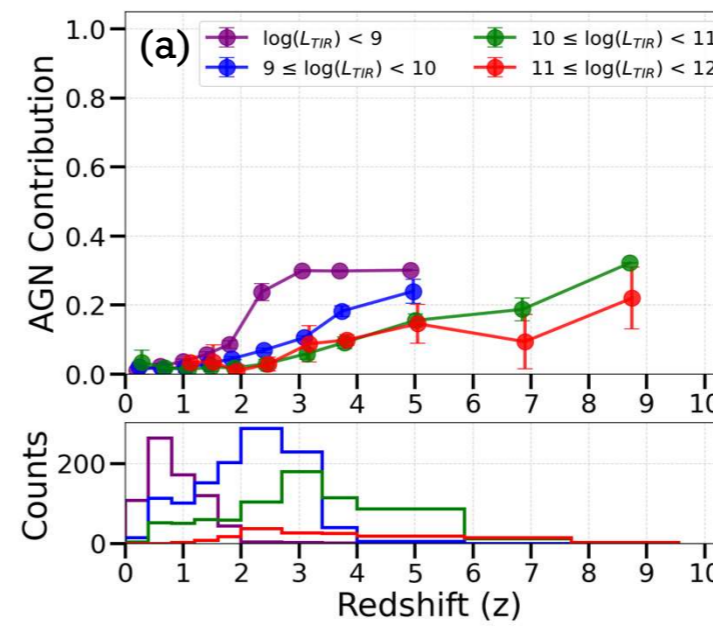 (a)
log(L_TIR) < 9
9 ≤ log(L_TIR) < 10
10 ≤ log(L_TIR) < 11
11 ≤ log(L_TIR) < 12
AGN Contribution
1.0
0.8
0.6
0.4
0.2
0.0
0 1 2 3 4 5 6 7 8 9 10
Counts
200
0
0 1 2 3 4 5 6 7 8 9 10
Redshift (z)